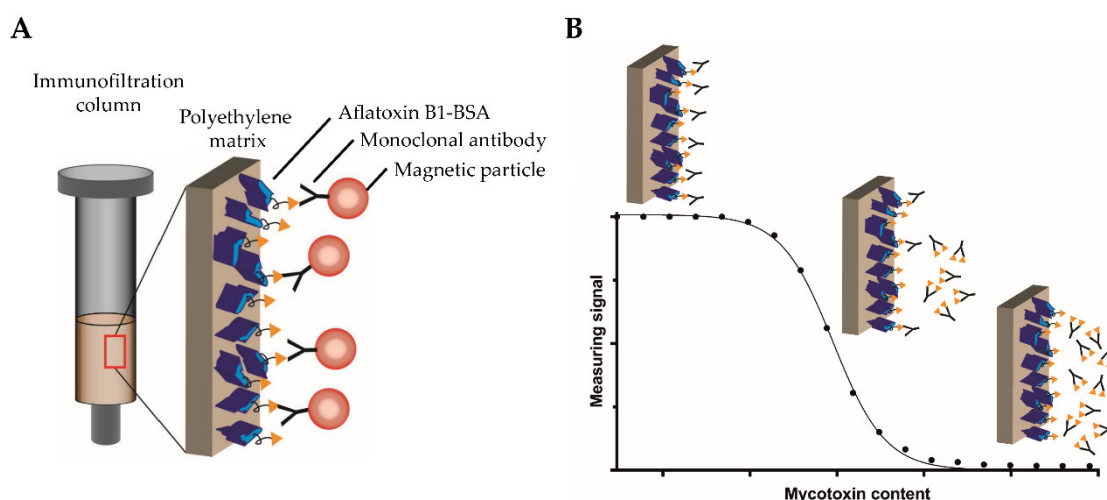 A
Immunofiltration
column
Polyethylene
matrix
Aflatoxin B1-BSA
Monoclonal antibody
Magnetic particle
B
Measuring signal
Mycotoxin content